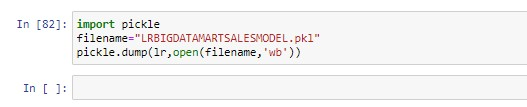 In [82]: import pickle
filename="LRBIGDATAMARTSALESMODEL.pkl"
pickle.dump(lr,open(filename,'wb'))
In [ ]: